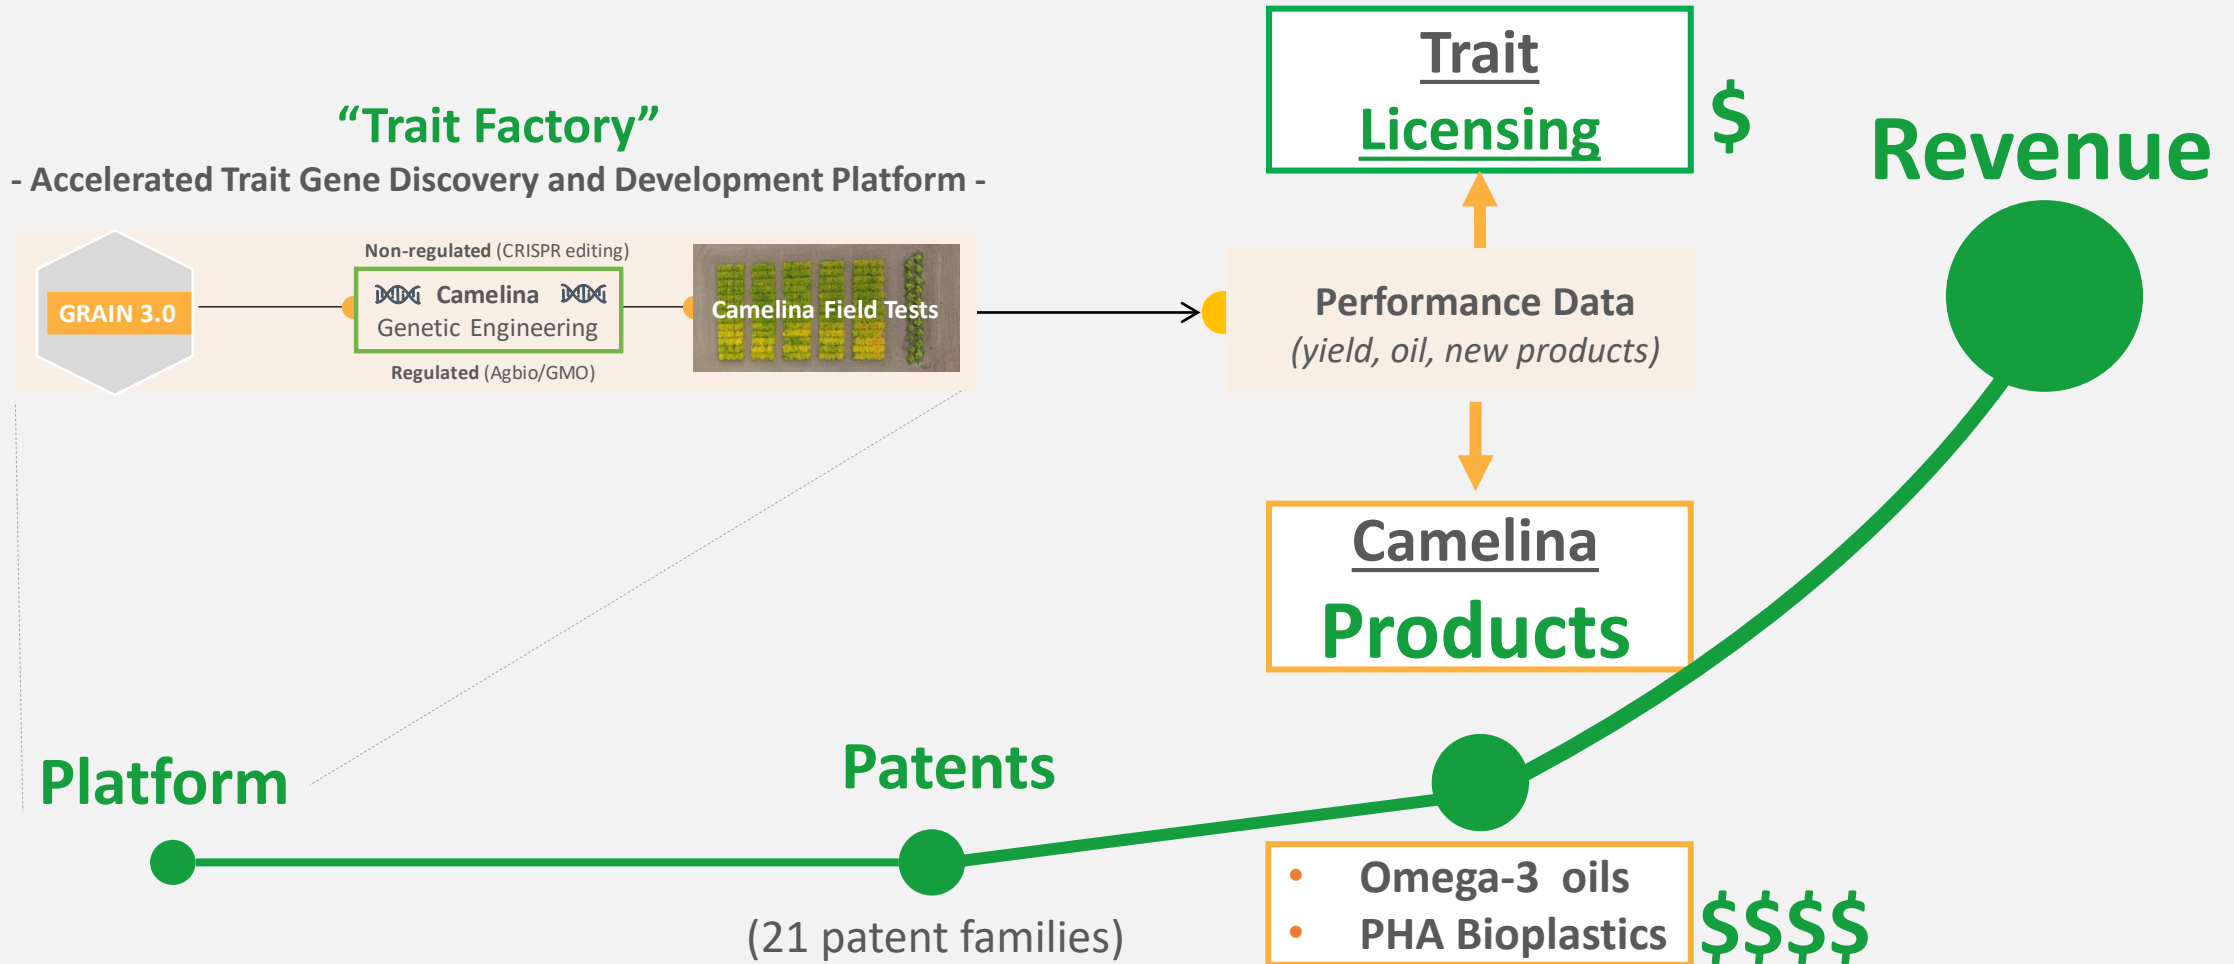 “Trait Factory”
- Accelerated Trait Gene Discovery and Development Platform -
GRAIN 3.0
Non-regulated (CRISPR editing)
Camelina
Genetic Engineering
Regulated (Agbio/GMO)
Camelina Field Tests
Performance Data
(yield, oil, new products)
Trait
Licensing
$
Revenue
Camelina
Products
Platform
Patents
(21 patent families)
• Omega-3 oils
• PHA Bioplastics
$$$$